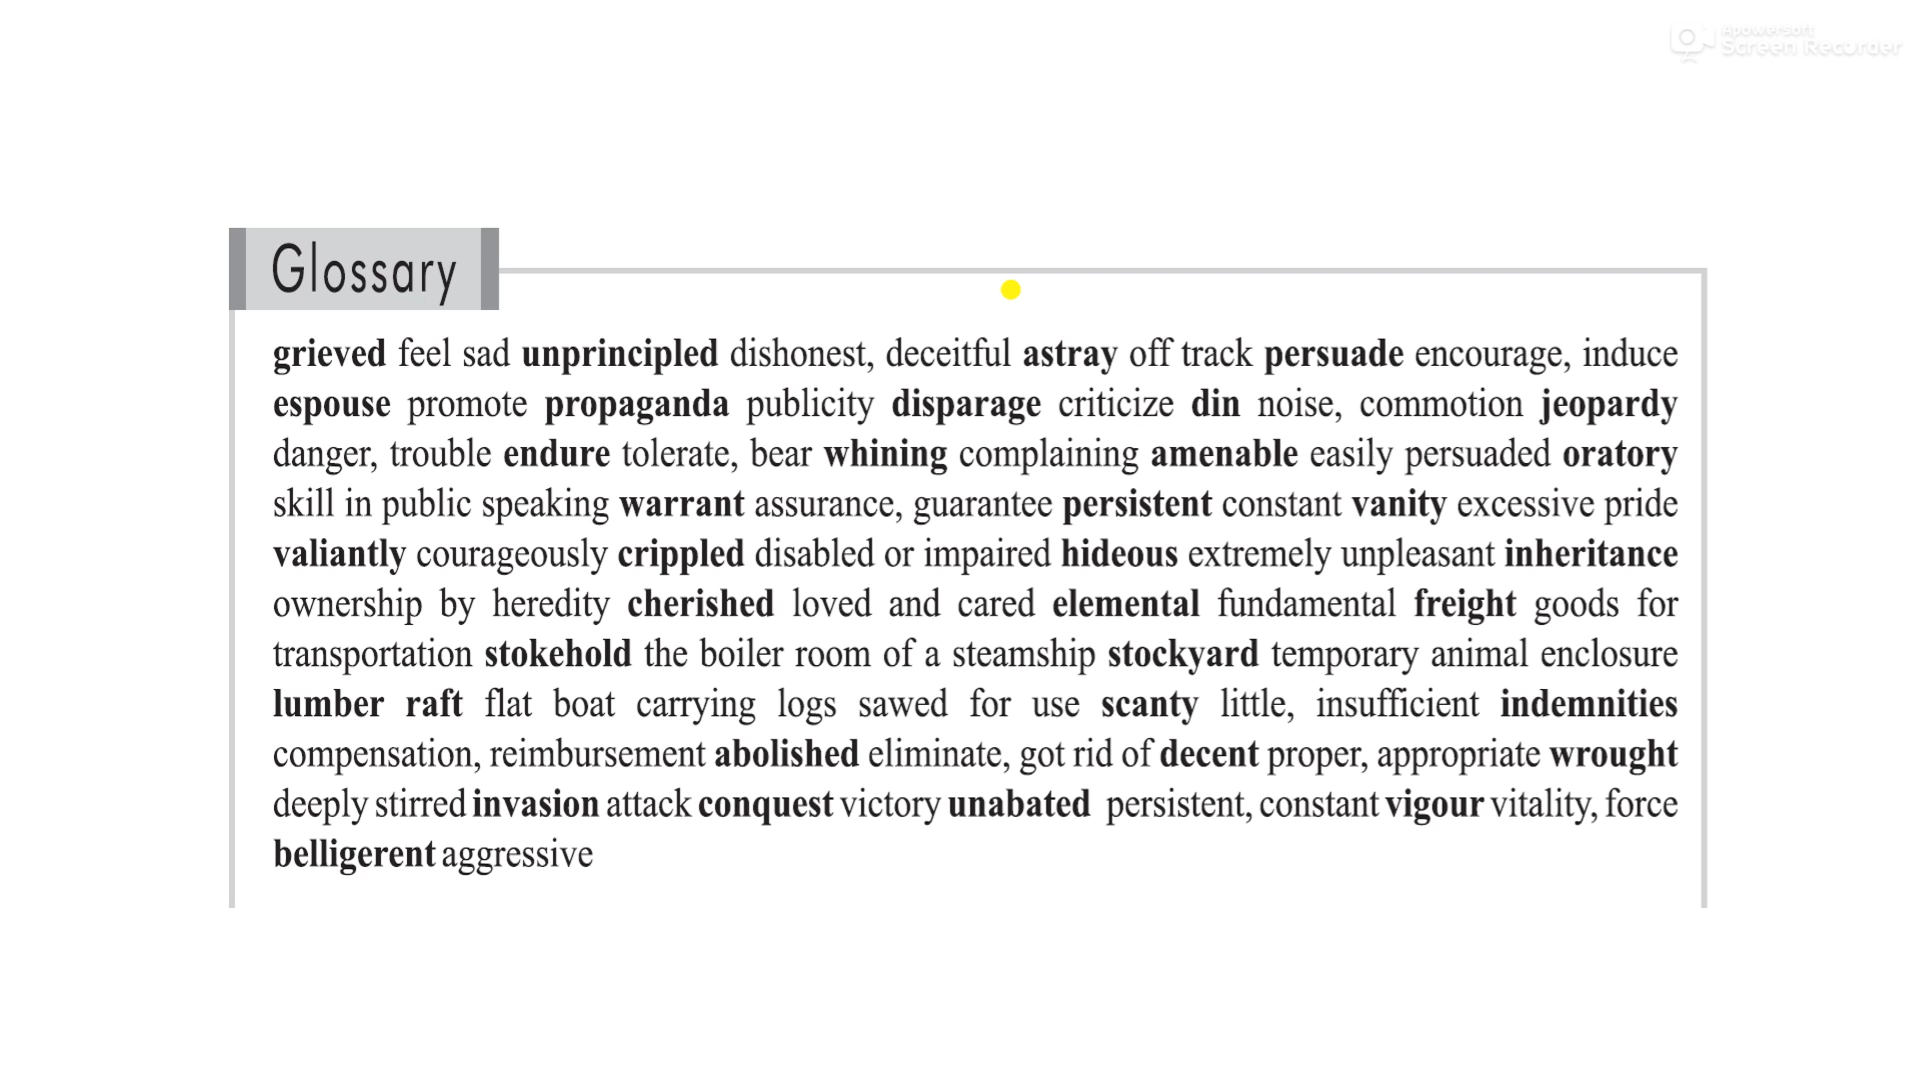 Apowersoft
Screen Recorder
Glossary
grieved feel sad unprincipled dishonest, deceitful astray off track persuade encourage, induce
espouse promote propaganda publicity disparage criticize din noise, commotion jeopardy
danger, trouble endure tolerate, bear whining complaining amenable easily persuaded oratory
skill in public speaking warrant assurance, guarantee persistent constant vanity excessive pride
valiantly courageously crippled disabled or impaired hideous extremely unpleasant inheritance
ownership by heredity cherished loved and cared elemental fundamental freight goods for
transportation stokehold the boiler room of a steamship stockyard temporary animal enclosure
lumber raft flat boat carrying logs sawed for use scanty little, insufficient indemnities
compensation, reimbursement abolished eliminate, got rid of decent proper, appropriate wrought
deeply stirred invasion attack conquest victory unabated persistent, constant vigour vitality, force
belligerent aggressive